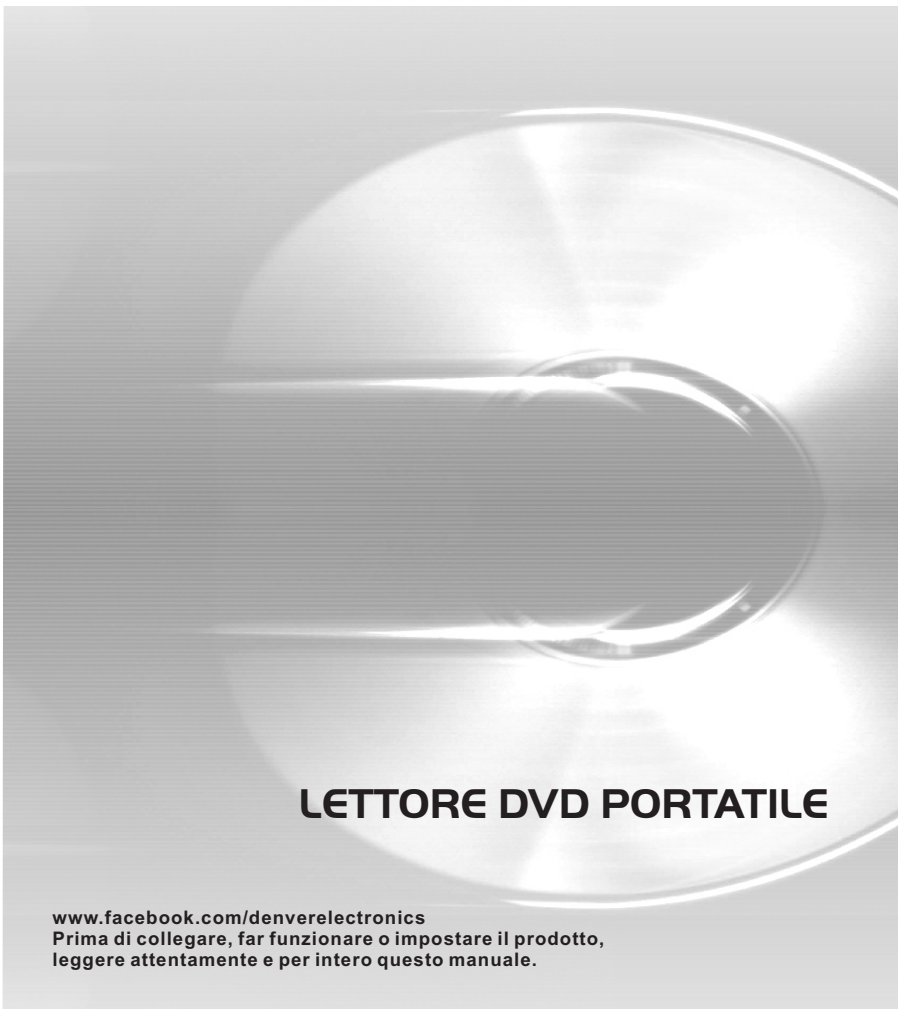 LETTORE DVD PORTATILE
www.facebook.com/denverelectronics
Prima di collegare, far funzionare o impostare il prodotto,
leggere attentamente e per intero questo manuale.